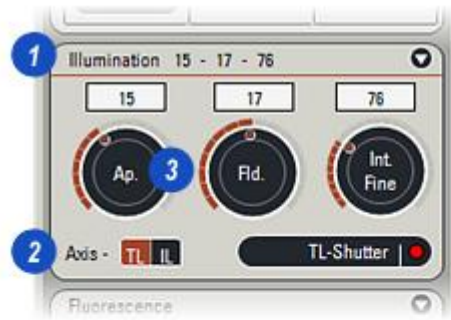 1 Illumination 15 - 17 - 76
15 17 76
Ap. 3 Fld. Int. Fine
2 Axis - TL IL TL-Shutter
Fluorescence